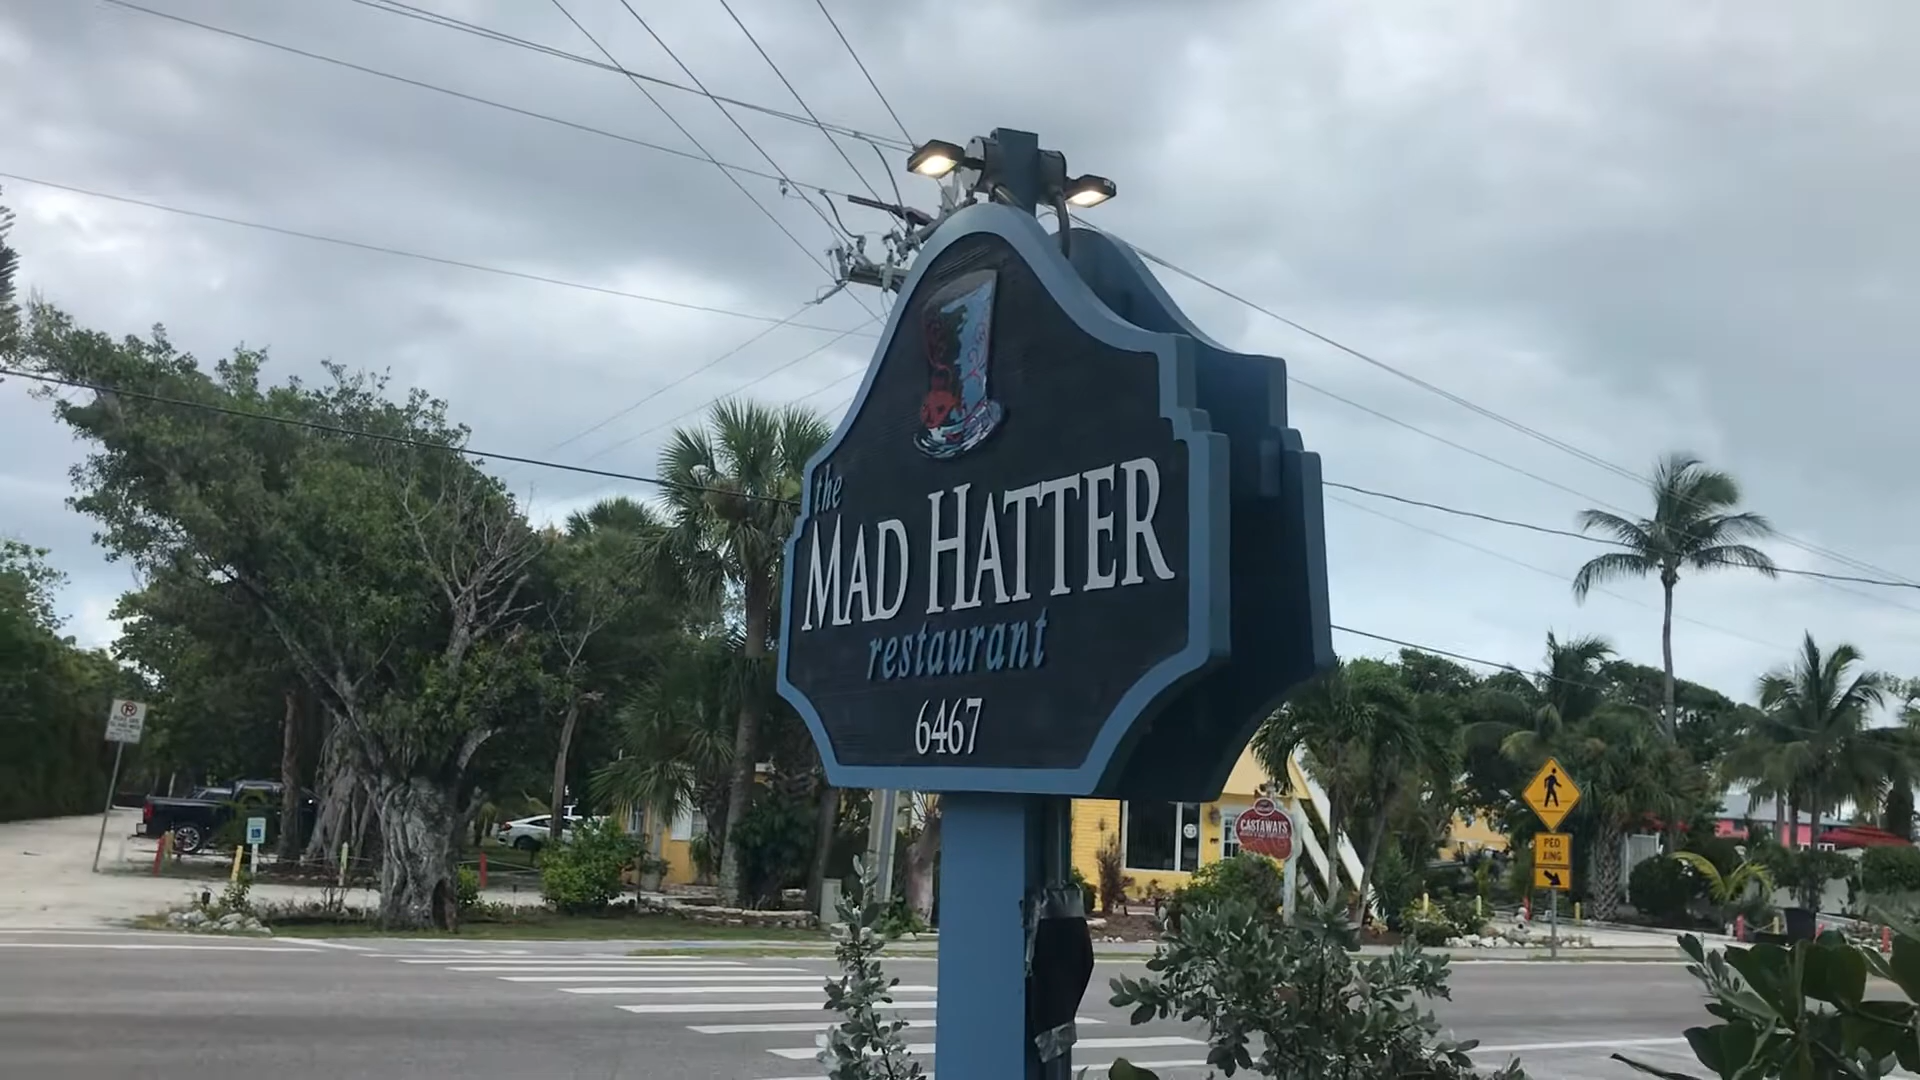 the
MAD HATTER
restaurant
6467
CASTAWAYS
PED
XING